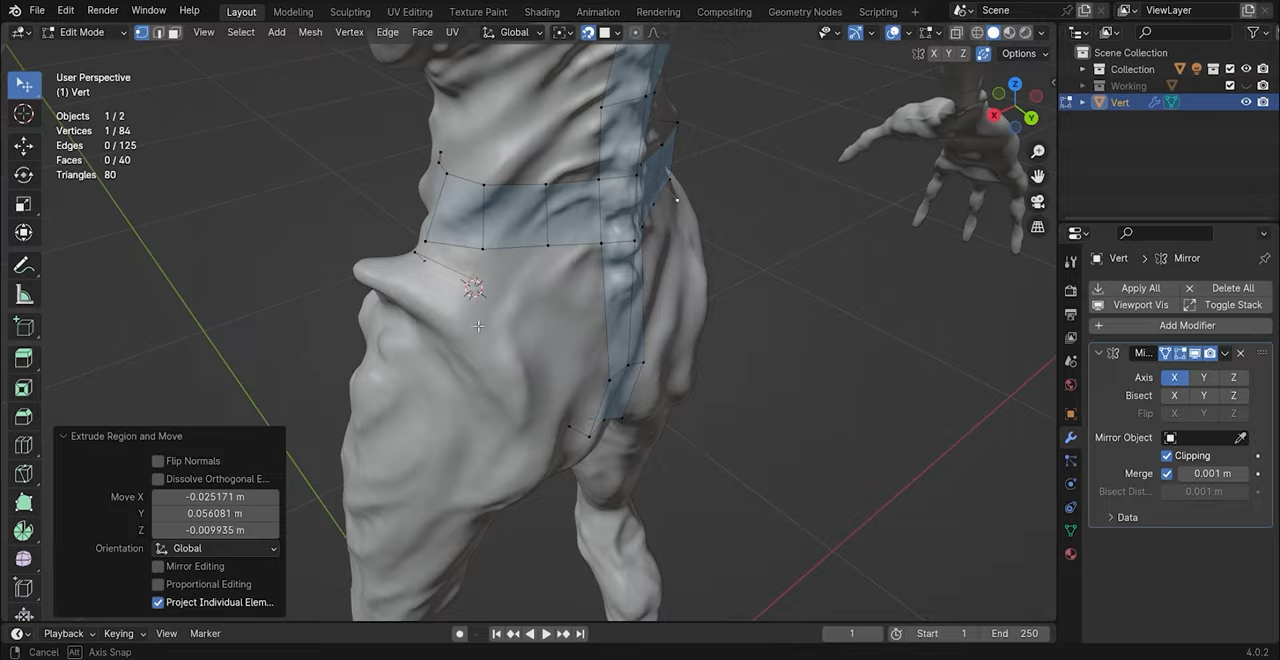 File Edit Render Window Help Layout Modeling Sculpting UV Editing Texture Paint Shading Animation Rendering Compositing Geometry Nodes Scripting + Scene ViewLayer
Edit Mode View Select Add Mesh Vertex Edge Face UV Global
X Y Z Options
Scene Collection
Collection
Working
Vert
User Perspective
(1) Vert
Objects 1 / 2
Vertices 1 / 84
Edges 0 / 125
Faces 0 / 40
Triangles 80
Z
X
Y
Vert Mirror
Apply All Delete All
Viewport Vis Toggle Stack
Add Modifier
Mi...
Axis X Y Z
Bisect X Y Z
Flip X Y Z
Mirror Object
Clipping
Merge 0.001 m
Bisect Dist... 0.001 m
Data
Extrude Region and Move
Flip Normals
Dissolve Orthogonal E...
Move X -0.025171 m
Y 0.056081 m
Z -0.009935 m
Orientation Global
Mirror Editing
Proportional Editing
Project Individual Elem...
Playback Keying View Marker 1 Start 1 End 250
Cancel Alt Axis Snap 4.0.2